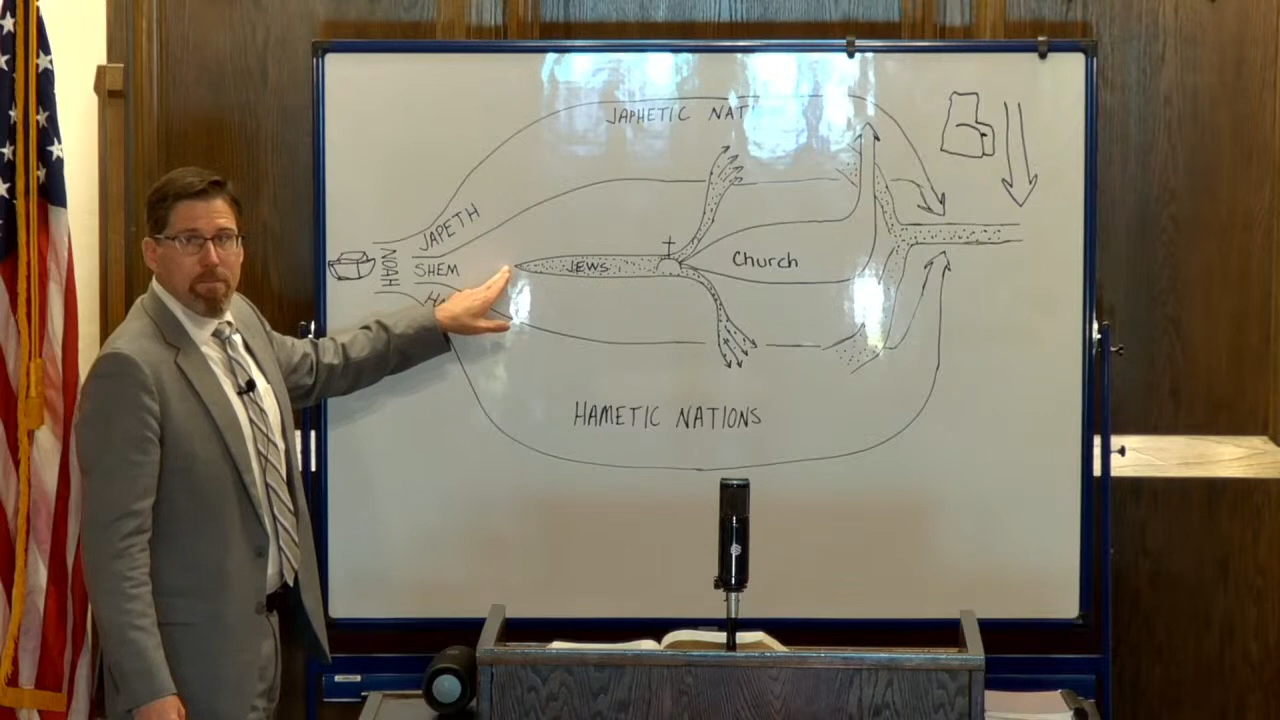 JAPHETIC NAT
JAPETH
NOAH
SHEM
JEWS
Church
HAMETIC NATIONS